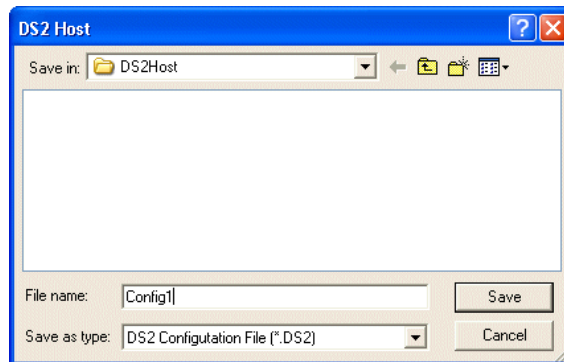 DS2 Host
Save in: DS2Host
File name: Config1
Save
Save as type: DS2 Configutation File (*.DS2)
Cancel